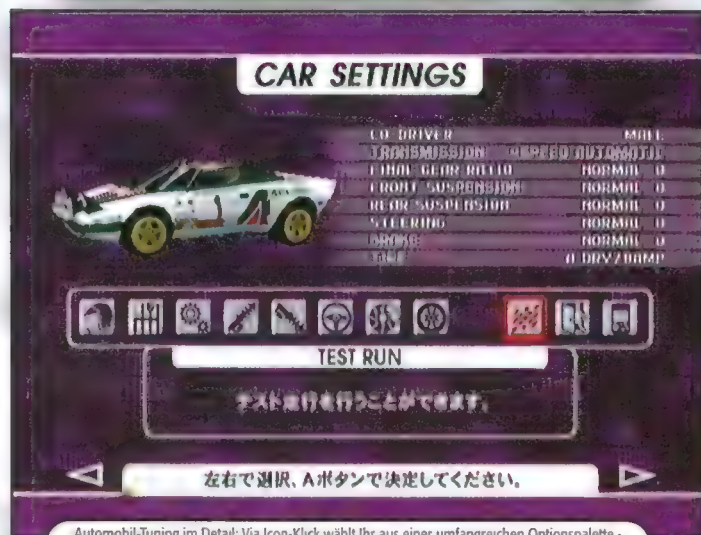 CAR SETTINGS
CO-DRIVER MALE
TRANSMISSION SPEED AUTOMATIC
FINAL GEAR RATIO NORMAL 0
FRONT SUSPENSION NORMAL 0
REAR SUSPENSION NORMAL 0
STEERING NORMAL 0
BRAKE NORMAL 0
DRY/DAMP
TEST RUN
テスト走行を行うことができます。
左右で選択、Aボタンで決定してください。
Automobil-Tuning im Detail: Via Icon-Klick wählt Ihr aus einer umfangreichen Optionspalette -